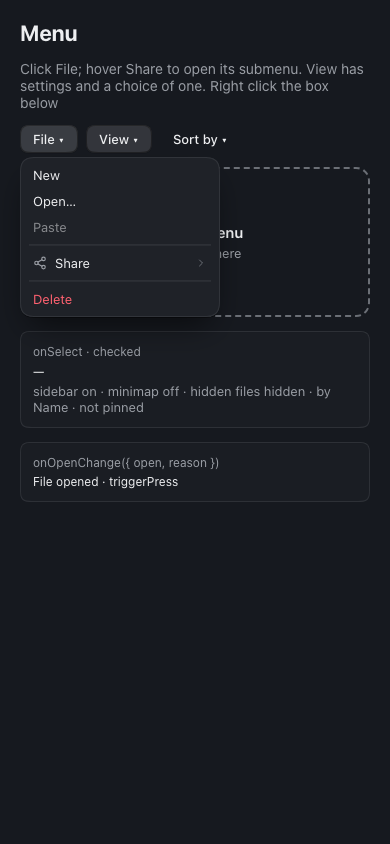 Menu
Click File; hover Share to open its submenu. View has
settings and a choice of one. Right click the box
below
File ▾ View ▾ Sort by ▾
New
Open…
Paste
Share
Delete
onSelect · checked
—
sidebar on · minimap off · hidden files hidden · by
Name · not pinned
onOpenChange({ open, reason })
File opened · triggerPress